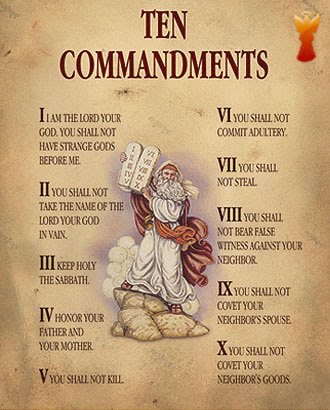 TEN
COMMANDMENTS
I I AM THE LORD YOUR
GOD. YOU SHALL NOT
HAVE STRANGE GODS
BEFORE ME.
II YOU SHALL NOT
TAKE THE NAME OF THE
LORD YOUR GOD
IN VAIN.
III KEEP HOLY
THE SABBATH.
IV HONOR YOUR
FATHER AND
YOUR MOTHER.
V YOU SHALL NOT KILL.
VI YOU SHALL NOT
COMMIT ADULTERY.
VII YOU SHALL
NOT STEAL.
VIII YOU SHALL
NOT BEAR FALSE
WITNESS AGAINST YOUR
NEIGHBOR.
IX YOU SHALL NOT
COVET YOUR
NEIGHBOR'S SPOUSE.
X YOU SHALL NOT
COVET YOUR
NEIGHBOR'S GOODS.